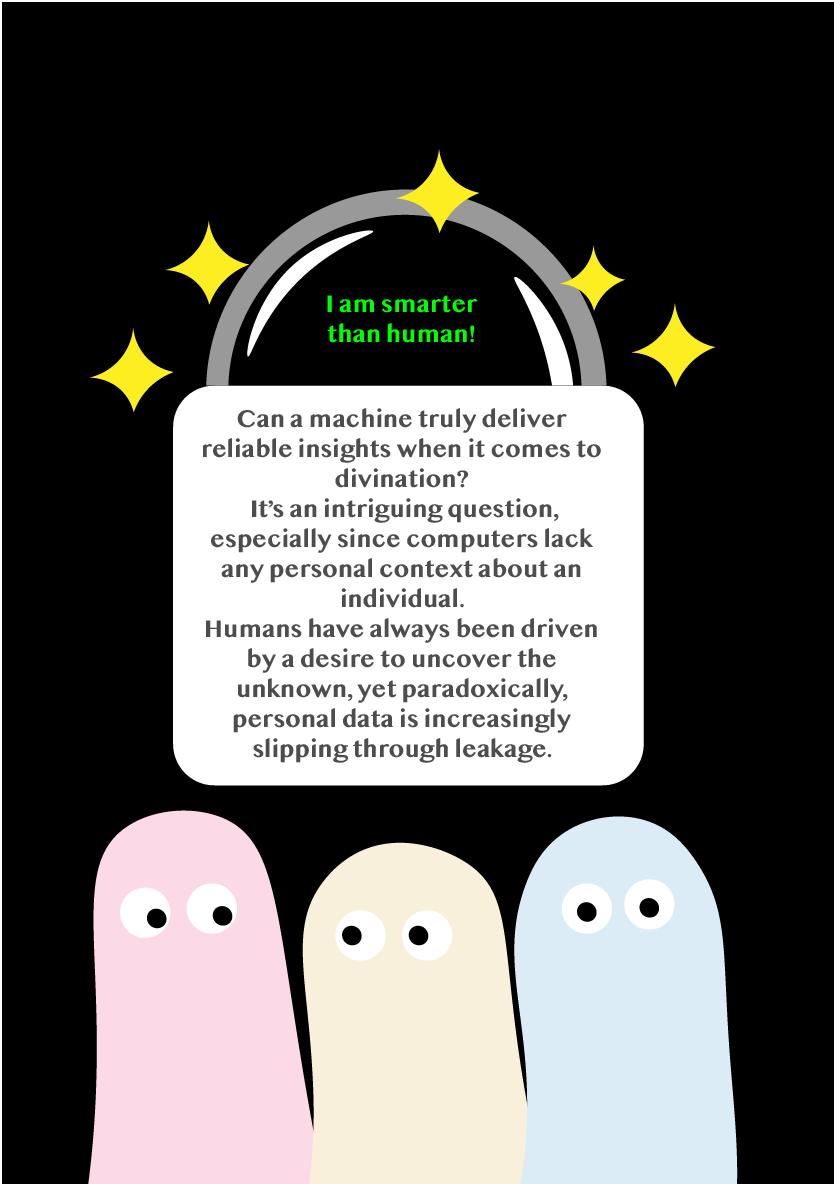 I am smarter
than human!
Can a machine truly deliver
reliable insights when it comes to
divination?
It’s an intriguing question,
especially since computers lack
any personal context about an
individual.
Humans have always been driven
by a desire to uncover the
unknown, yet paradoxically,
personal data is increasingly
slipping through leakage.